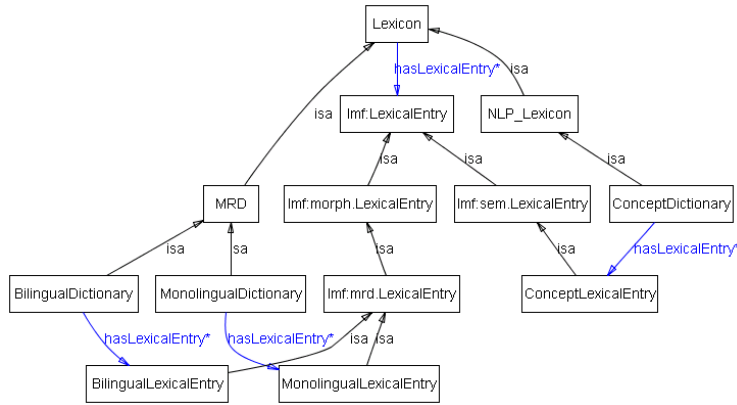 Lexicon
hasLexicalEntry*
isa
isa
lmf:LexicalEntry
NLP_Lexicon
isa
isa
isa
MRD
lmf:morph.LexicalEntry
lmf:sem.LexicalEntry
ConceptDictionary
isa
isa
isa
isa
hasLexicalEntry*
BilingualDictionary
MonolingualDictionary
lmf:mrd.LexicalEntry
ConceptLexicalEntry
hasLexicalEntry*
hasLexicalEntry*
isa
isa
BilingualLexicalEntry
MonolingualLexicalEntry